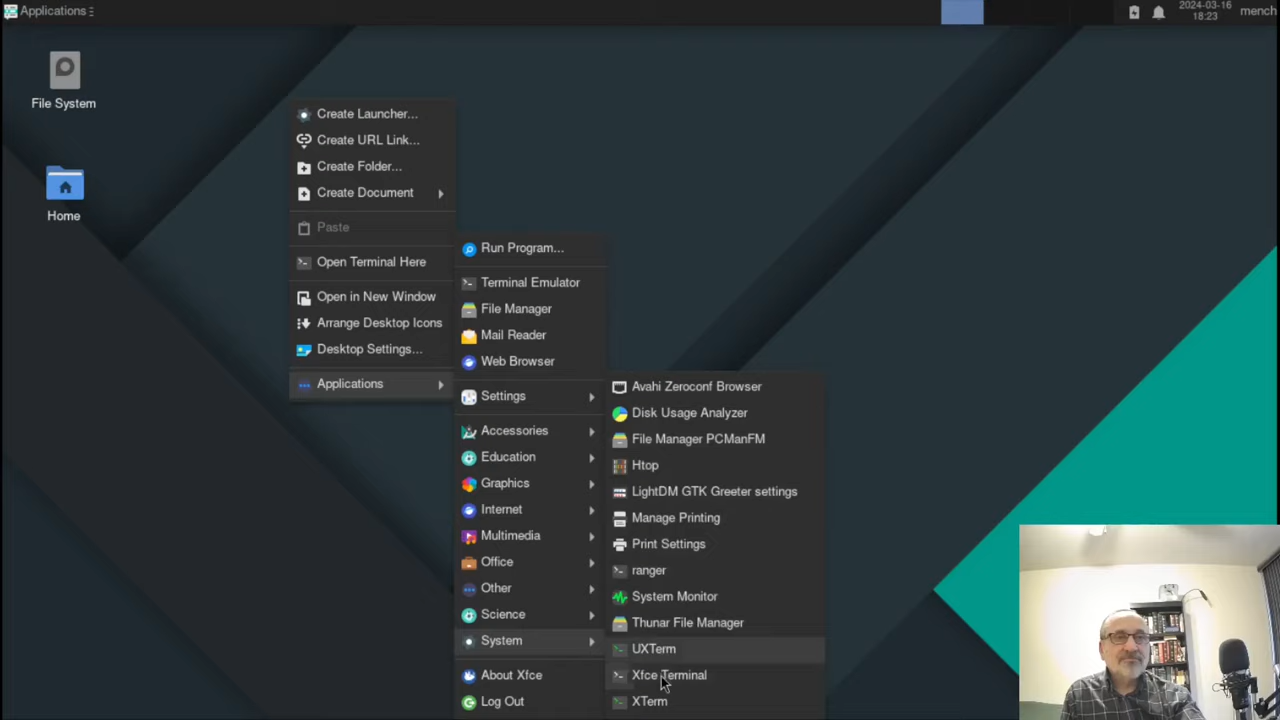 Applications
2024-03-16
18:23
mench
File System
Home
Create Launcher...
Create URL Link...
Create Folder...
Create Document
Paste
Open Terminal Here
Open in New Window
Arrange Desktop Icons
Desktop Settings...
Applications
Run Program...
Terminal Emulator
File Manager
Mail Reader
Web Browser
Settings
Accessories
Education
Graphics
Internet
Multimedia
Office
Other
Science
System
About Xfce
Log Out
Avahi Zeroconf Browser
Disk Usage Analyzer
File Manager PCManFM
Htop
LightDM GTK Greeter settings
Manage Printing
Print Settings
ranger
System Monitor
Thunar File Manager
UXTerm
Xfce Terminal
XTerm